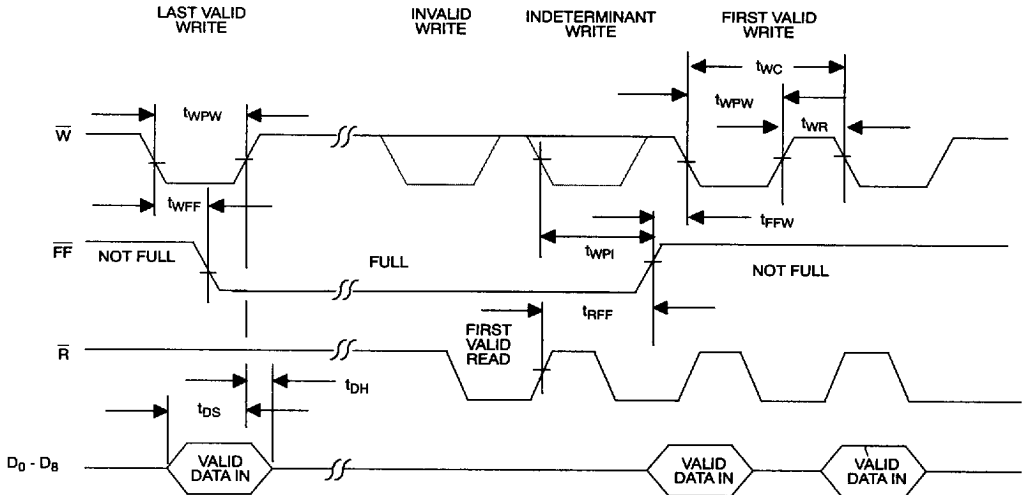 LAST VALID
WRITE
INVALID
WRITE
INDETERMINANT
WRITE
FIRST VALID
WRITE
tWC
tWPW
tWPW
tWR
W
tWFF
tFFW
FF
NOT FULL
FULL
tWPI
NOT FULL
tRFF
R
FIRST
VALID
READ
tDH
tDS
D0 - D8
VALID
DATA IN
VALID
DATA IN
VALID
DATA IN